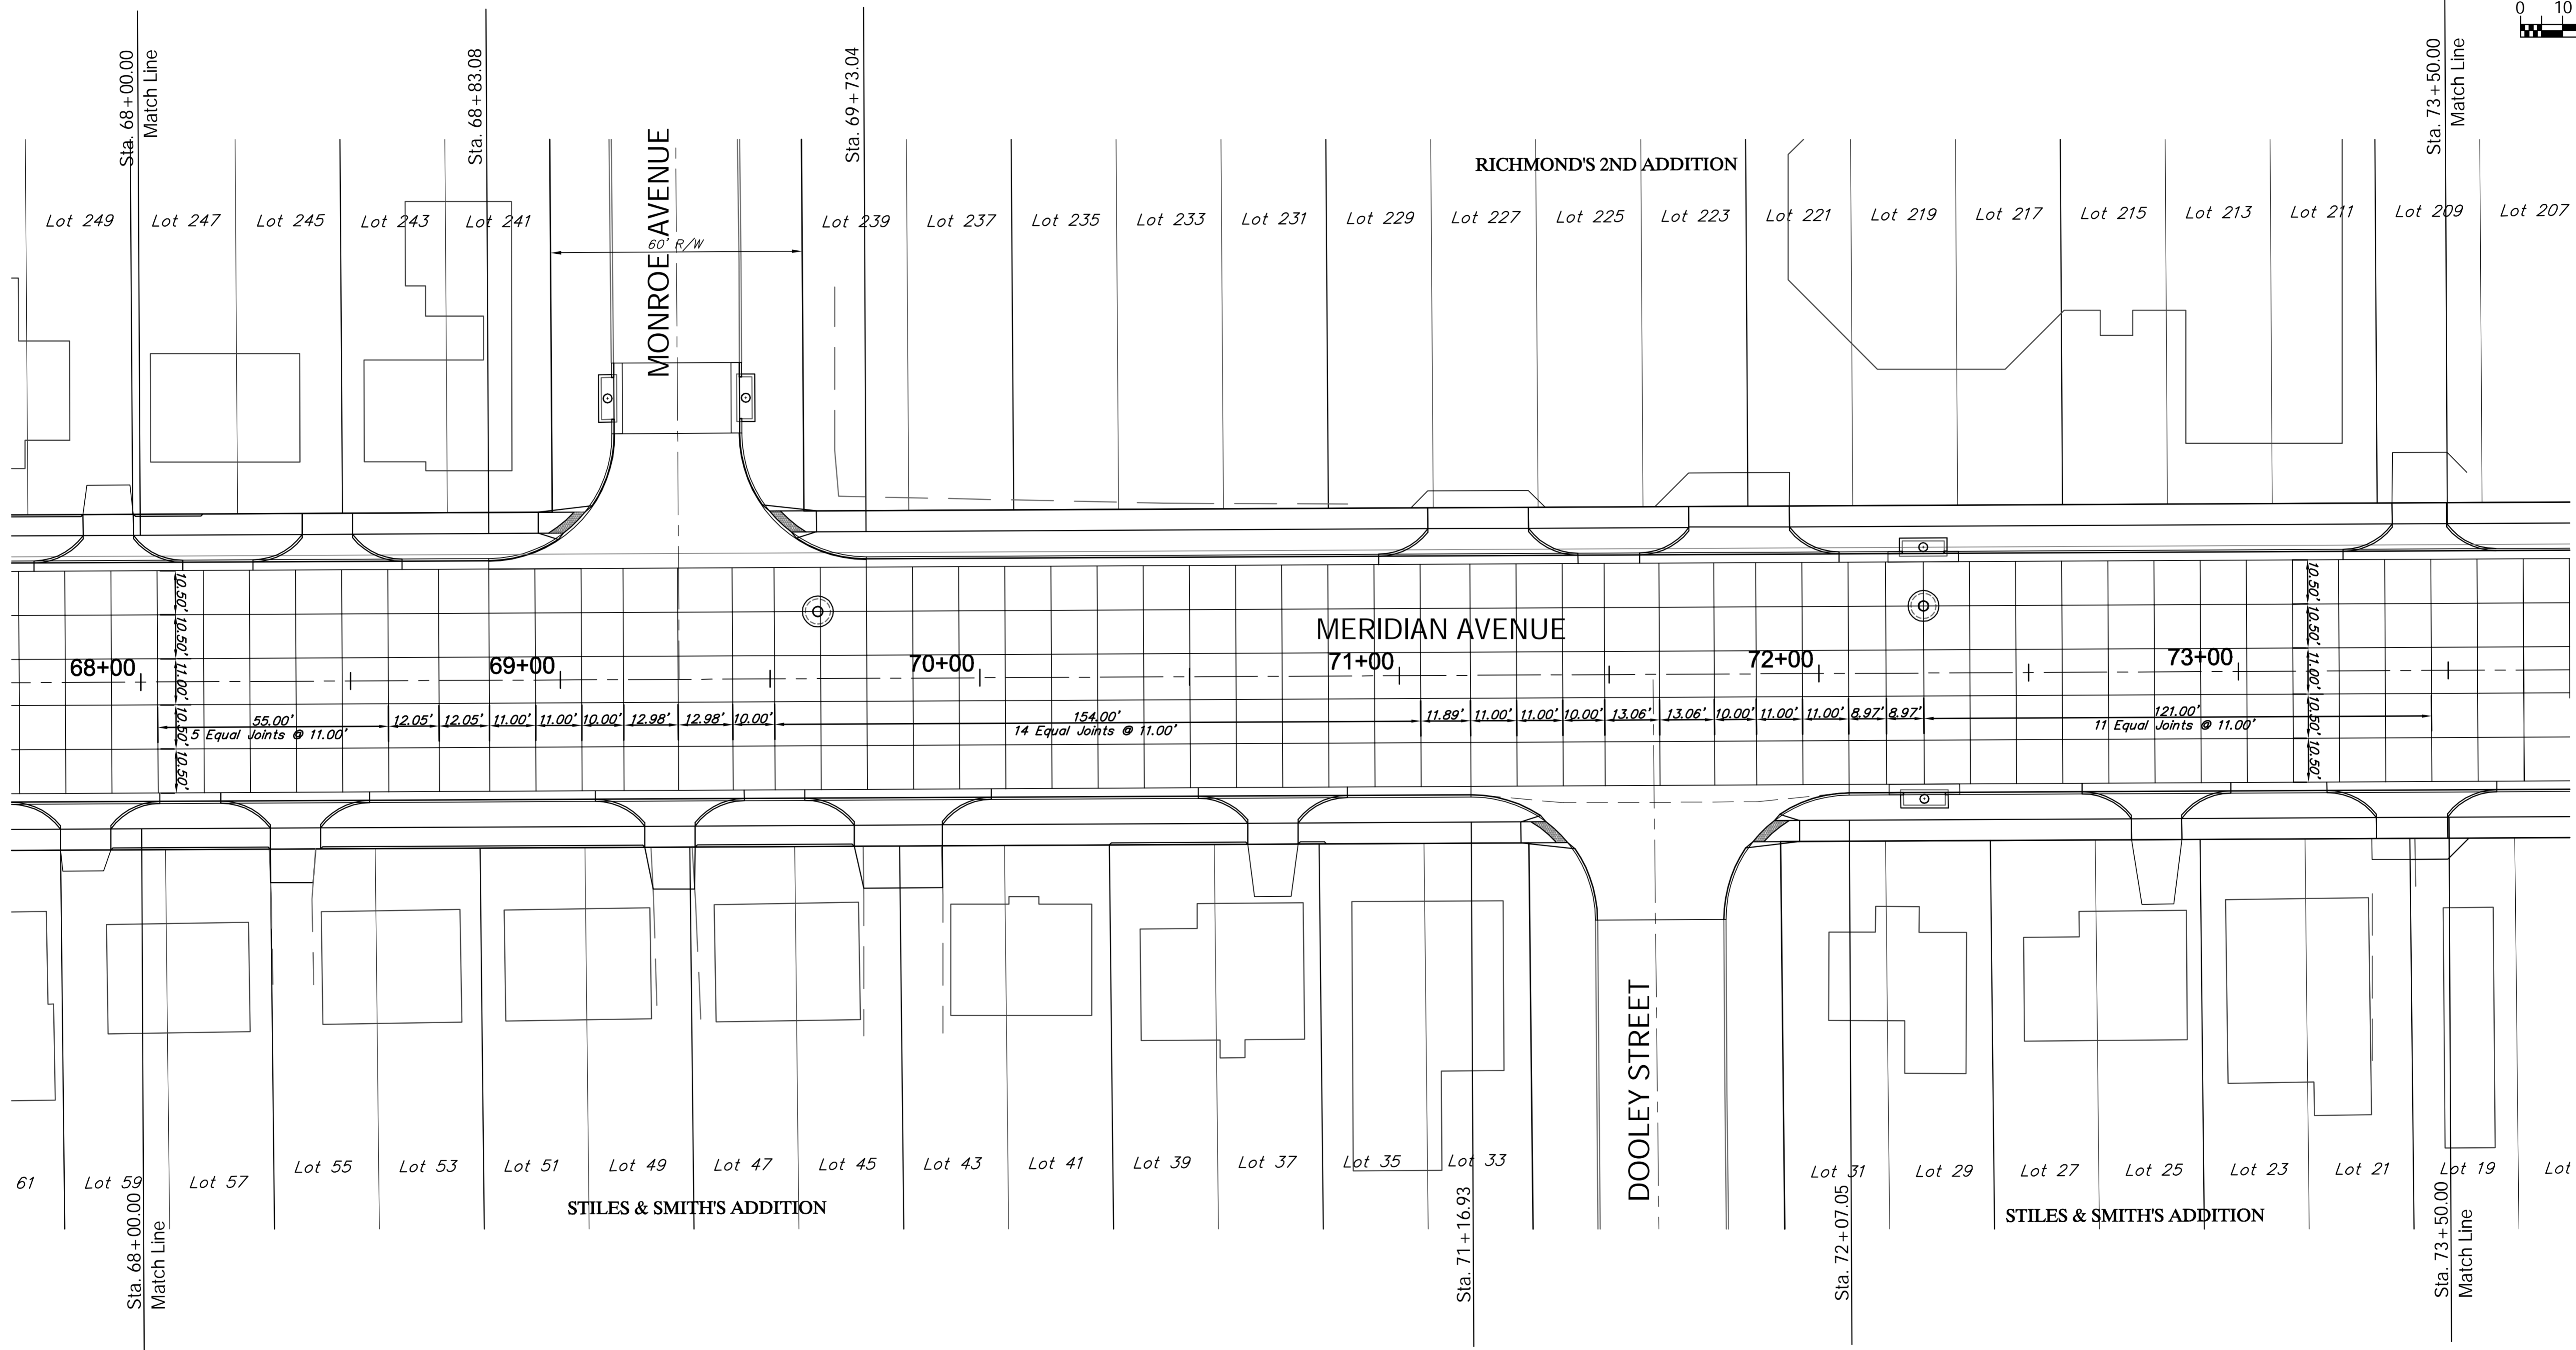 0 10
Sta. 68+00.00
Match Line
Sta. 68+83.08
Sta. 69+73.04
Sta. 73+50.00
Match Line
MONROE AVENUE
RICHMOND'S 2ND ADDITION
Lot 249
Lot 247
Lot 245
Lot 243
Lot 241
60' R/W
Lot 239
Lot 237
Lot 235
Lot 233
Lot 231
Lot 229
Lot 227
Lot 225
Lot 223
Lot 221
Lot 219
Lot 217
Lot 215
Lot 213
Lot 211
Lot 209
Lot 207
10.50'
10.50'
11.00'
10.50'
10.50'
MERIDIAN AVENUE
10.50'
10.50'
11.00'
10.50'
10.50'
68+00
69+00
70+00
71+00
72+00
73+00
55.00'
5 Equal Joints @ 11.00'
12.05'
12.05'
11.00'
11.00'
10.00'
12.98'
12.98'
10.00'
154.00'
14 Equal Joints @ 11.00'
11.89'
11.00'
11.00'
10.00'
13.06'
13.06'
10.00'
11.00'
11.00'
8.97'
8.97'
121.00'
11 Equal Joints @ 11.00'
DOOLEY STREET
61
Lot 59
Lot 57
Lot 55
Lot 53
Lot 51
Lot 49
Lot 47
Lot 45
Lot 43
Lot 41
Lot 39
Lot 37
Lot 35
Lot 33
Lot 31
Lot 29
Lot 27
Lot 25
Lot 23
Lot 21
Lot 19
Lot
STILES & SMITH'S ADDITION
STILES & SMITH'S ADDITION
Sta. 68+00.00
Match Line
Sta. 71+16.93
Sta. 72+07.05
Sta. 73+50.00
Match Line